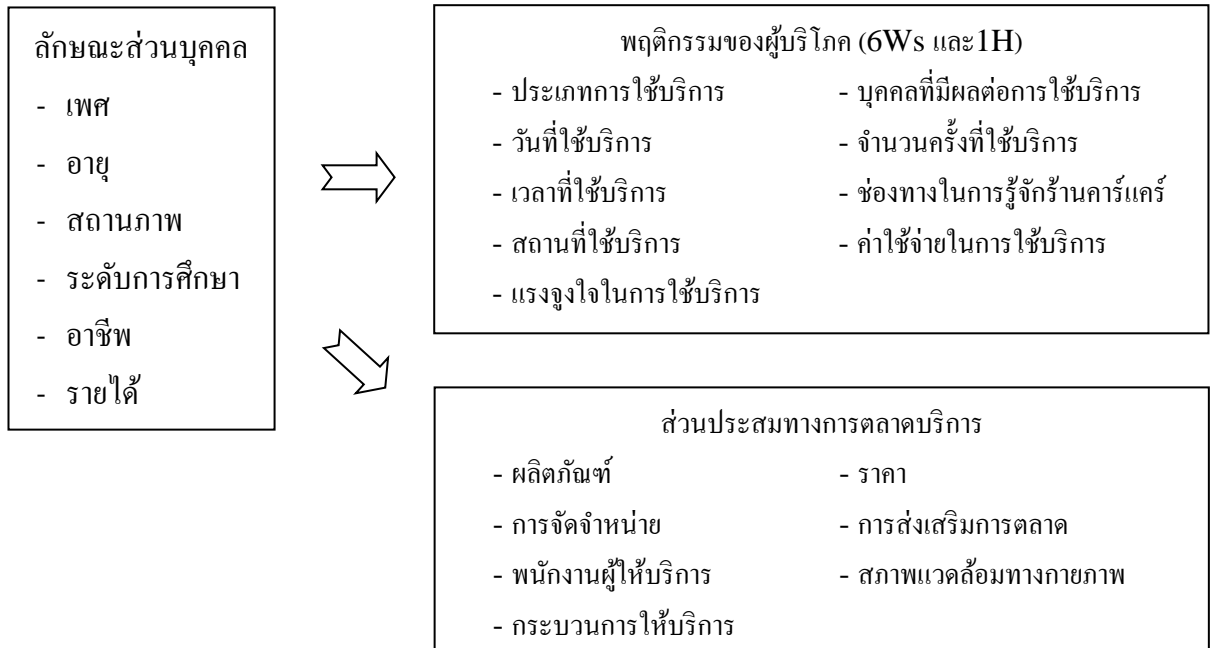 ลักษณะส่วนบุคคล
- เพศ
- อายุ
- สถานภาพ
- ระดับการศึกษา
- อาชีพ
- รายได้
พฤติกรรมของผู้บริโภค (6Ws และ1H)
- ประเภทการใช้บริการ - บุคคลที่มีผลต่อการใช้บริการ
- วันที่ใช้บริการ - จำนวนครั้งที่ใช้บริการ
- เวลาที่ใช้บริการ - ช่องทางในการรู้จักร้านคาร์แคร์
- สถานที่ใช้บริการ - ค่าใช้จ่ายในการใช้บริการ
- แรงจูงใจในการใช้บริการ
ส่วนประสมทางการตลาดบริการ
- ผลิตภัณฑ์ - ราคา
- การจัดจำหน่าย - การส่งเสริมการตลาด
- พนักงานผู้ให้บริการ - สภาพแวดล้อมทางกายภาพ
- กระบวนการให้บริการ